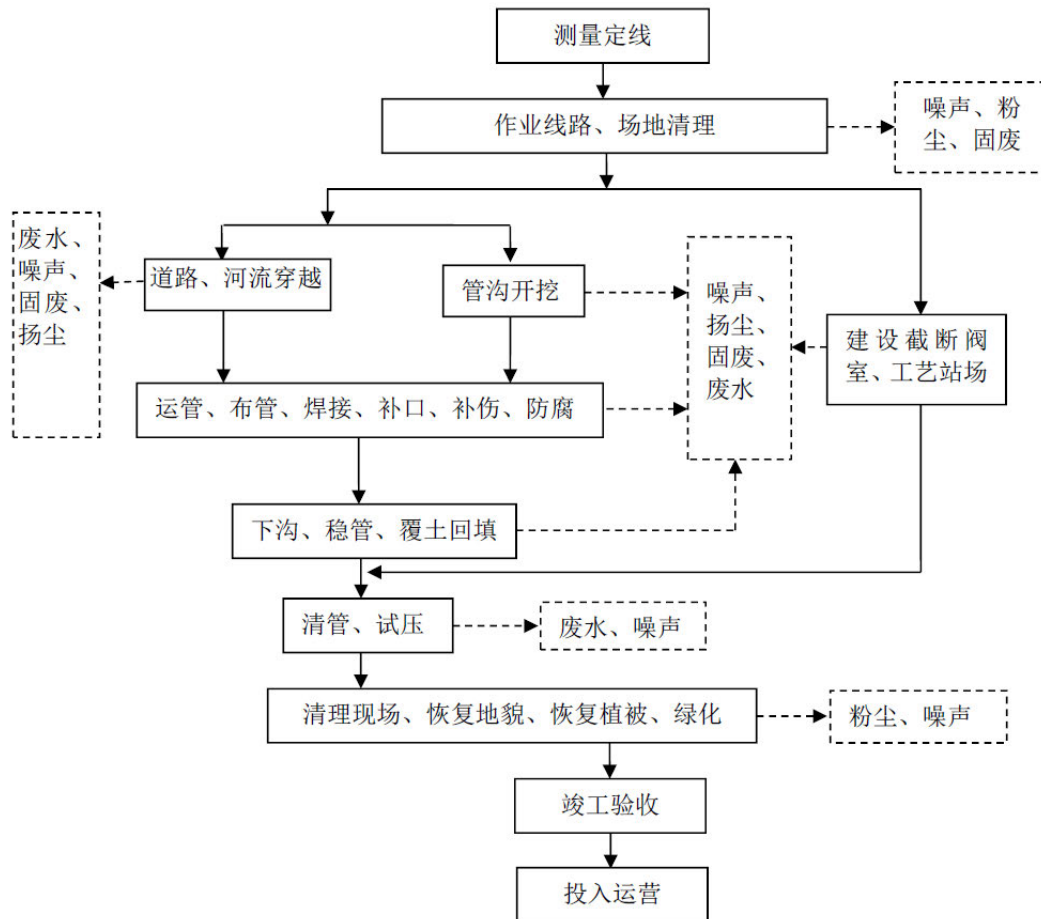 测量定线
作业线路、场地清理
噪声、粉
尘、固废
废水、
噪声、
固废、
扬尘
道路、河流穿越
管沟开挖
噪声、
扬尘、
固废、
废水
建设截断阀
室、工艺站场
运管、布管、焊接、补口、补伤、防腐
下沟、稳管、覆土回填
清管、试压
废水、噪声
清理现场、恢复地貌、恢复植被、绿化
粉尘、噪声
竣工验收
投入运营